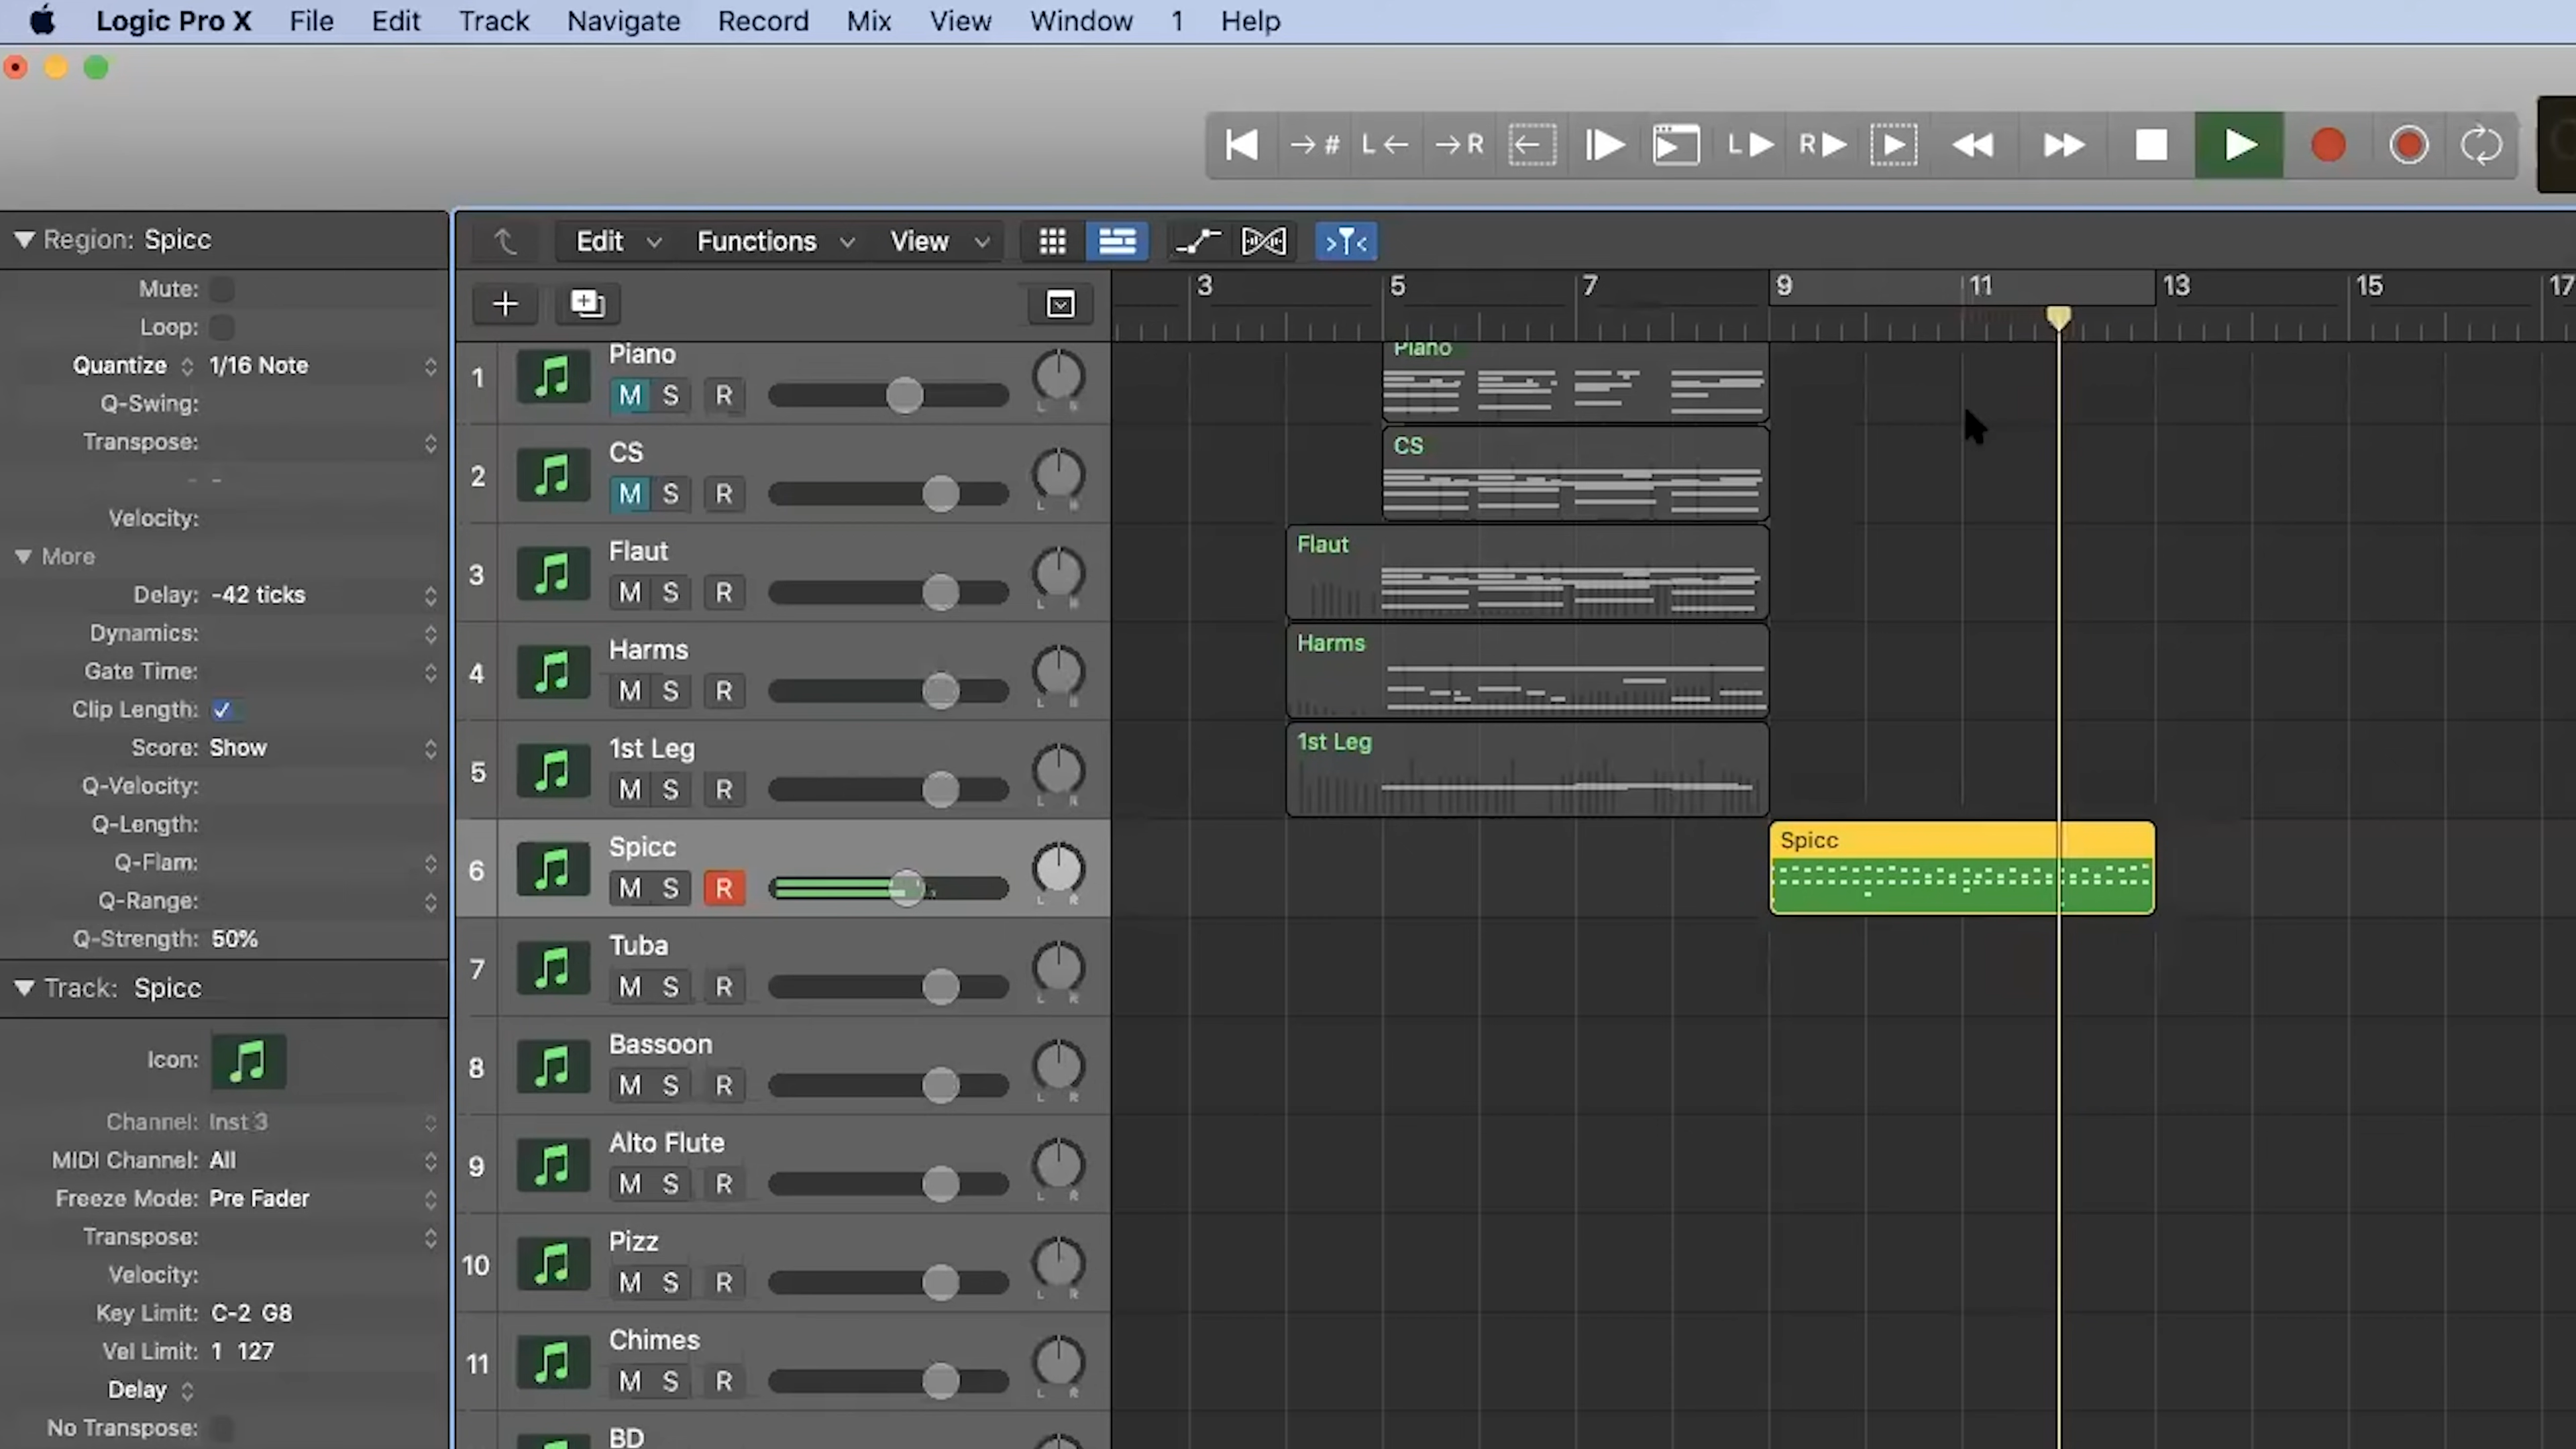 Logic Pro X File Edit Track Navigate Record Mix View Window 1 Help
→ # L ← → R L R
Region: Spicc
Mute:
Loop:
Quantize 1/16 Note
Q-Swing:
Transpose:
- -
Velocity:
More
Delay: -42 ticks
Dynamics:
Gate Time:
Clip Length: ✓
Score: Show
Q-Velocity:
Q-Length:
Q-Flam:
Q-Range:
Q-Strength: 50%
Track: Spicc
Icon:
Channel: Inst 3
MIDI Channel: All
Freeze Mode: Pre Fader
Transpose:
Velocity:
Key Limit: C-2 G8
Vel Limit: 1 127
Delay
No Transpose:
Edit Functions View
3 5 7 9 11 13 15 17
1 Piano
M S R
L R
2 CS
M S R
L R
3 Flaut
M S R
L R
4 Harms
M S R
L R
5 1st Leg
M S R
L R
6 Spicc
M S R
L R
7 Tuba
M S R
L R
8 Bassoon
M S R
L R
9 Alto Flute
M S R
L R
10 Pizz
M S R
L R
11 Chimes
M S R
L R
BD
Piano
CS
Flaut
Harms
1st Leg
Spicc